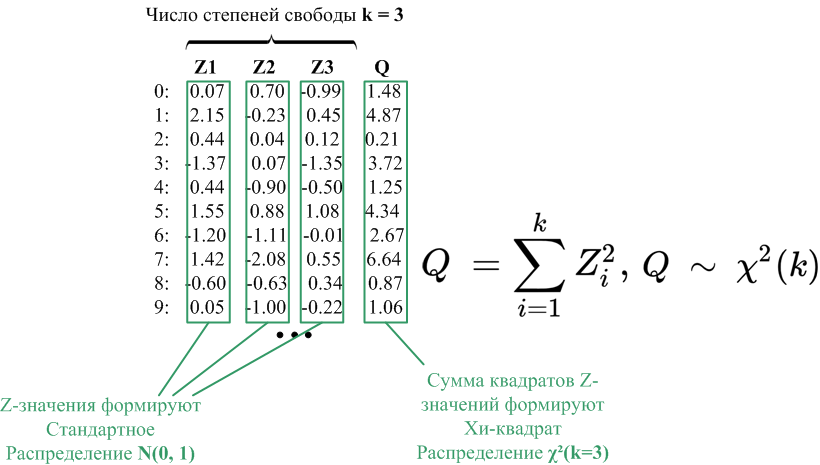 Число степеней свободы k = 3
Z1 Z2 Z3 Q
0: 0.07 0.70 -0.99 1.48
1: 2.15 -0.23 0.45 4.87
2: 0.44 0.04 0.12 0.21
3: -1.37 0.07 -1.35 3.72
4: 0.44 -0.90 -0.50 1.25
5: 1.55 0.88 1.08 4.34
6: -1.20 -1.11 -0.01 2.67
7: 1.42 -2.08 0.55 6.64
8: -0.60 -0.63 0.34 0.87
9: 0.05 -1.00 -0.22 1.06
...
Q = ∑_{i=1}^{k} Z_i^2, Q ~ χ^2(k)
Z-значения формируют
Стандартное
Распределение N(0, 1)
Сумма квадратов Z-
значений формируют
Хи-квадрат
Распределение χ²(k=3)